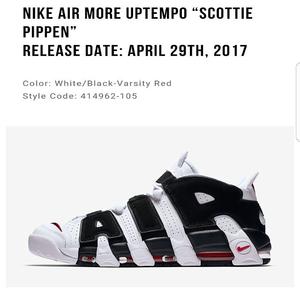 NIKE AIR MORE UPTEMPO “SCOTTIE
PIPPEN”
RELEASE DATE: APRIL 29TH, 2017
Color: White/Black-Varsity Red
Style Code: 414962-105
AIR